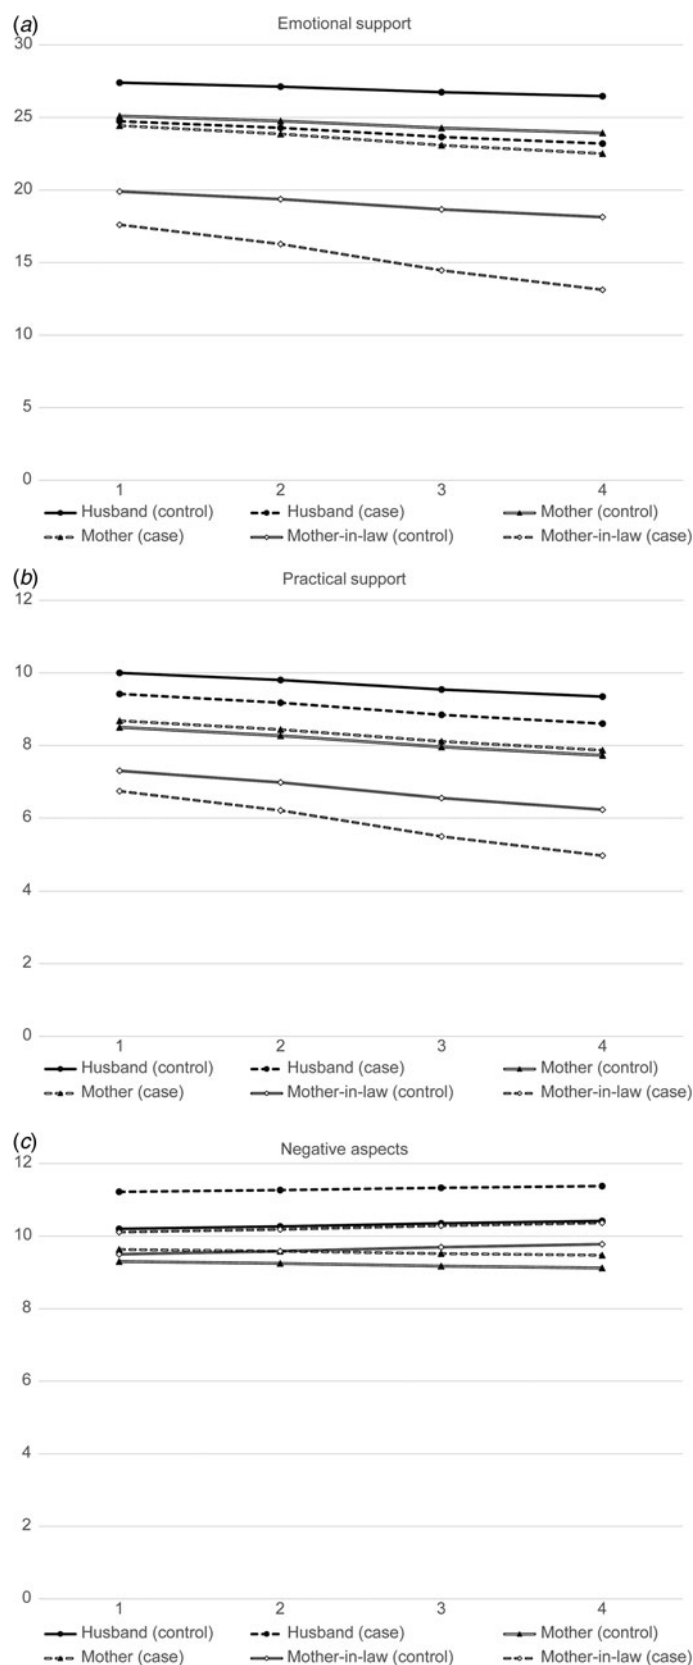 (a)
Emotional support
30
25
20
15
10
5
0
1 2 3 4
Husband (control) Husband (case) Mother (control)
Mother (case) Mother-in-law (control) Mother-in-law (case)
(b)
Practical support
12
10
8
6
4
2
0
1 2 3 4
Husband (control) Husband (case) Mother (control)
Mother (case) Mother-in-law (control) Mother-in-law (case)
(c)
Negative aspects
12
10
8
6
4
2
0
1 2 3 4
Husband (control) Husband (case) Mother (control)
Mother (case) Mother-in-law (control) Mother-in-law (case)